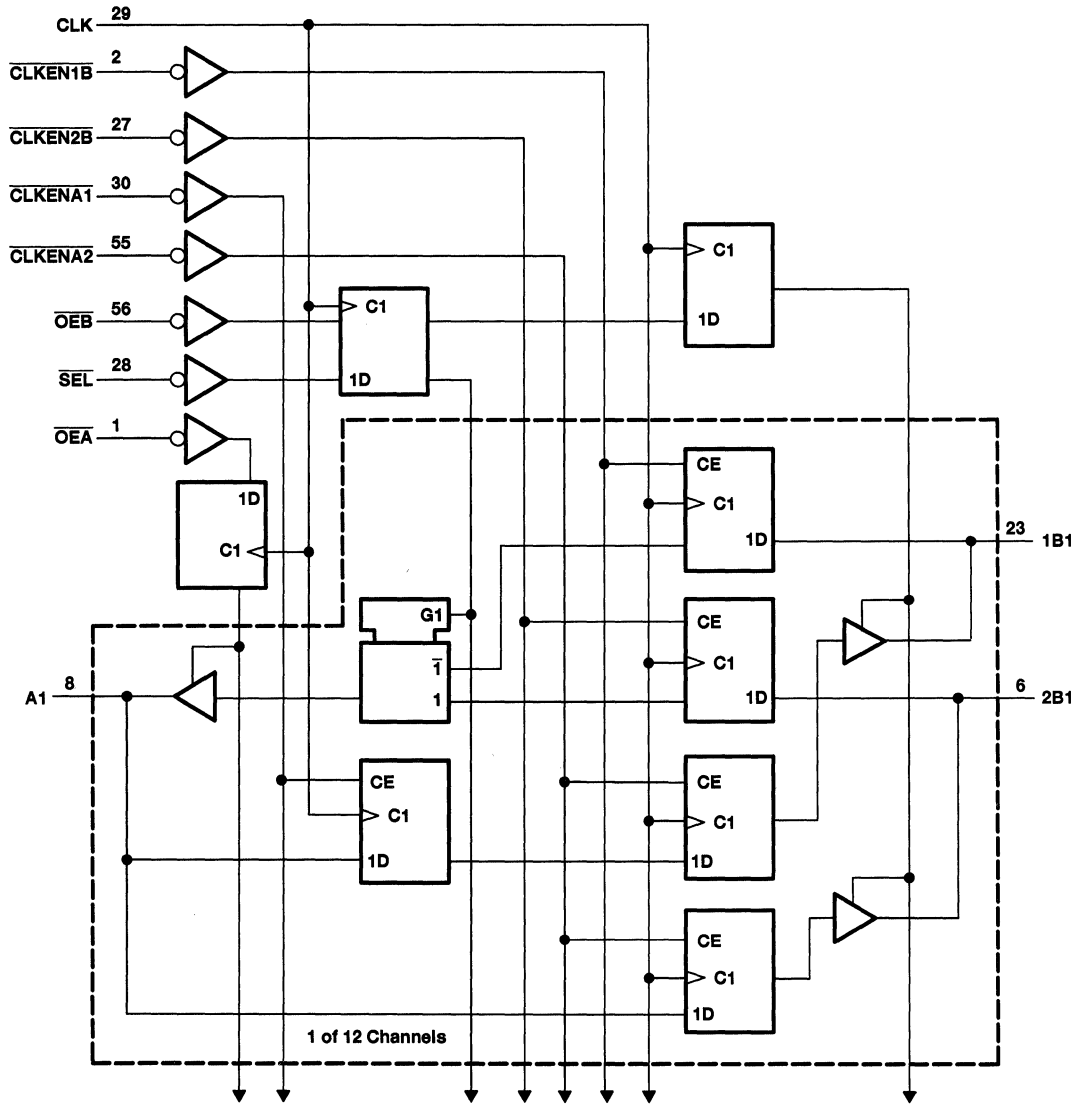 CLK 29
CLKEN1B 2
CLKEN2B 27
CLKENA1 30
CLKENA2 55
C1
OEB 56
C1
1D
SEL 28
1D
OEA 1
CE
1D
C1
1D 23 1B1
C1
G1
CE
1
C1
A1 8
1
1D 6 2B1
CE
CE
C1
C1
1D
1D
CE
C1
1D
1 of 12 Channels